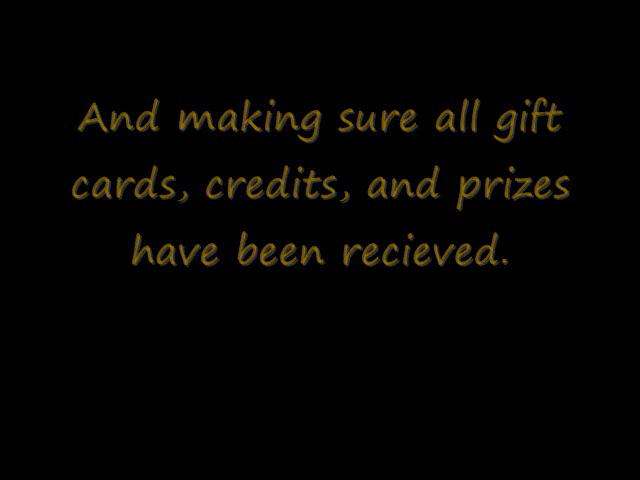 And making sure all gift
cards, credits, and prizes
have been recieved.